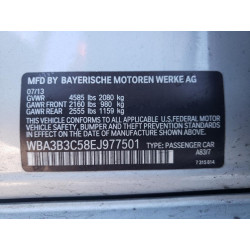 MFD BY BAYERISCHE MOTOREN WERKE AG
07/13
GVWR 4585 lbs 2080 kg
GAWR FRONT 2160 lbs 980 kg
GAWR REAR 2555 lbs 1159 kg
THIS VEHICLE CONFORMS TO ALL APPLICABLE
FEDERAL MOTOR VEHICLE SAFETY, BUMPER,
AND THEFT PREVENTION STANDARDS IN
EFFECT ON THE DATE OF MANUFACTURE
SHOWN ABOVE.
WBA3B3C58EJ977501
TYPE: PASSENGER CAR